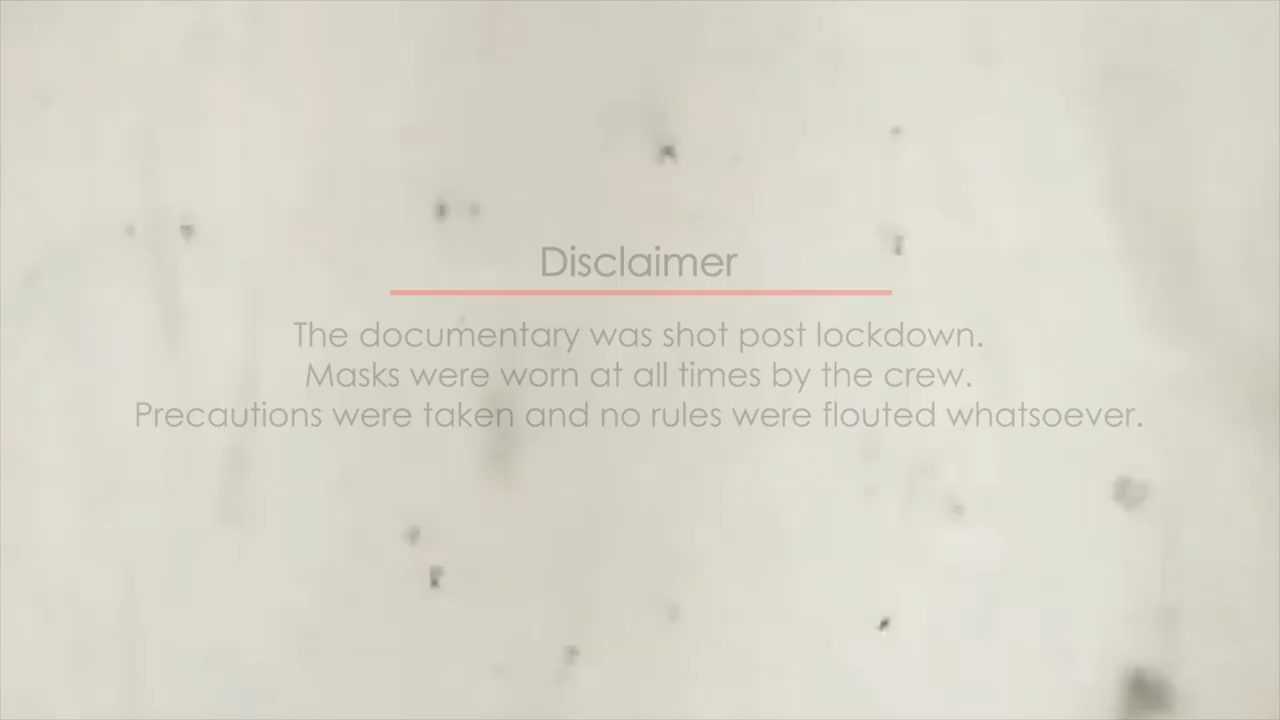 Disclaimer
The documentary was shot post lockdown.
Masks were worn at all times by the crew.
Precautions were taken and no rules were flouted whatsoever.